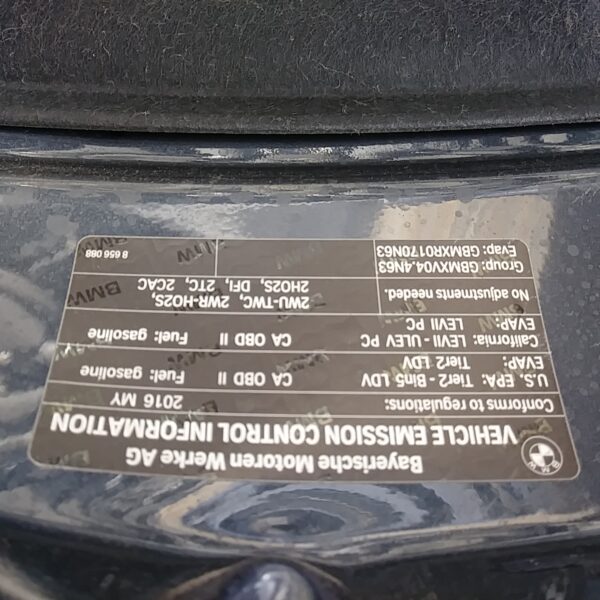 Bayerische Motoren Werke AG
VEHICLE EMISSION CONTROL INFORMATION
Conforms to regulations: 2016 MY
U.S. EPA: Tier2 - Bin5 LDV CA OBD II Fuel: gasoline
EVAP: Tier2 LDV
California: LEVII - ULEV PC CA OBD II Fuel: gasoline
EVAP: LEVII PC
No adjustments needed. 2WU-TWC, 2WR-HO2S,
2HO2S, DFI, 2TC, 2CAC
Group: GBMXV04.4N63
Evap: GBMXR0170N63 8 656 088
BMW